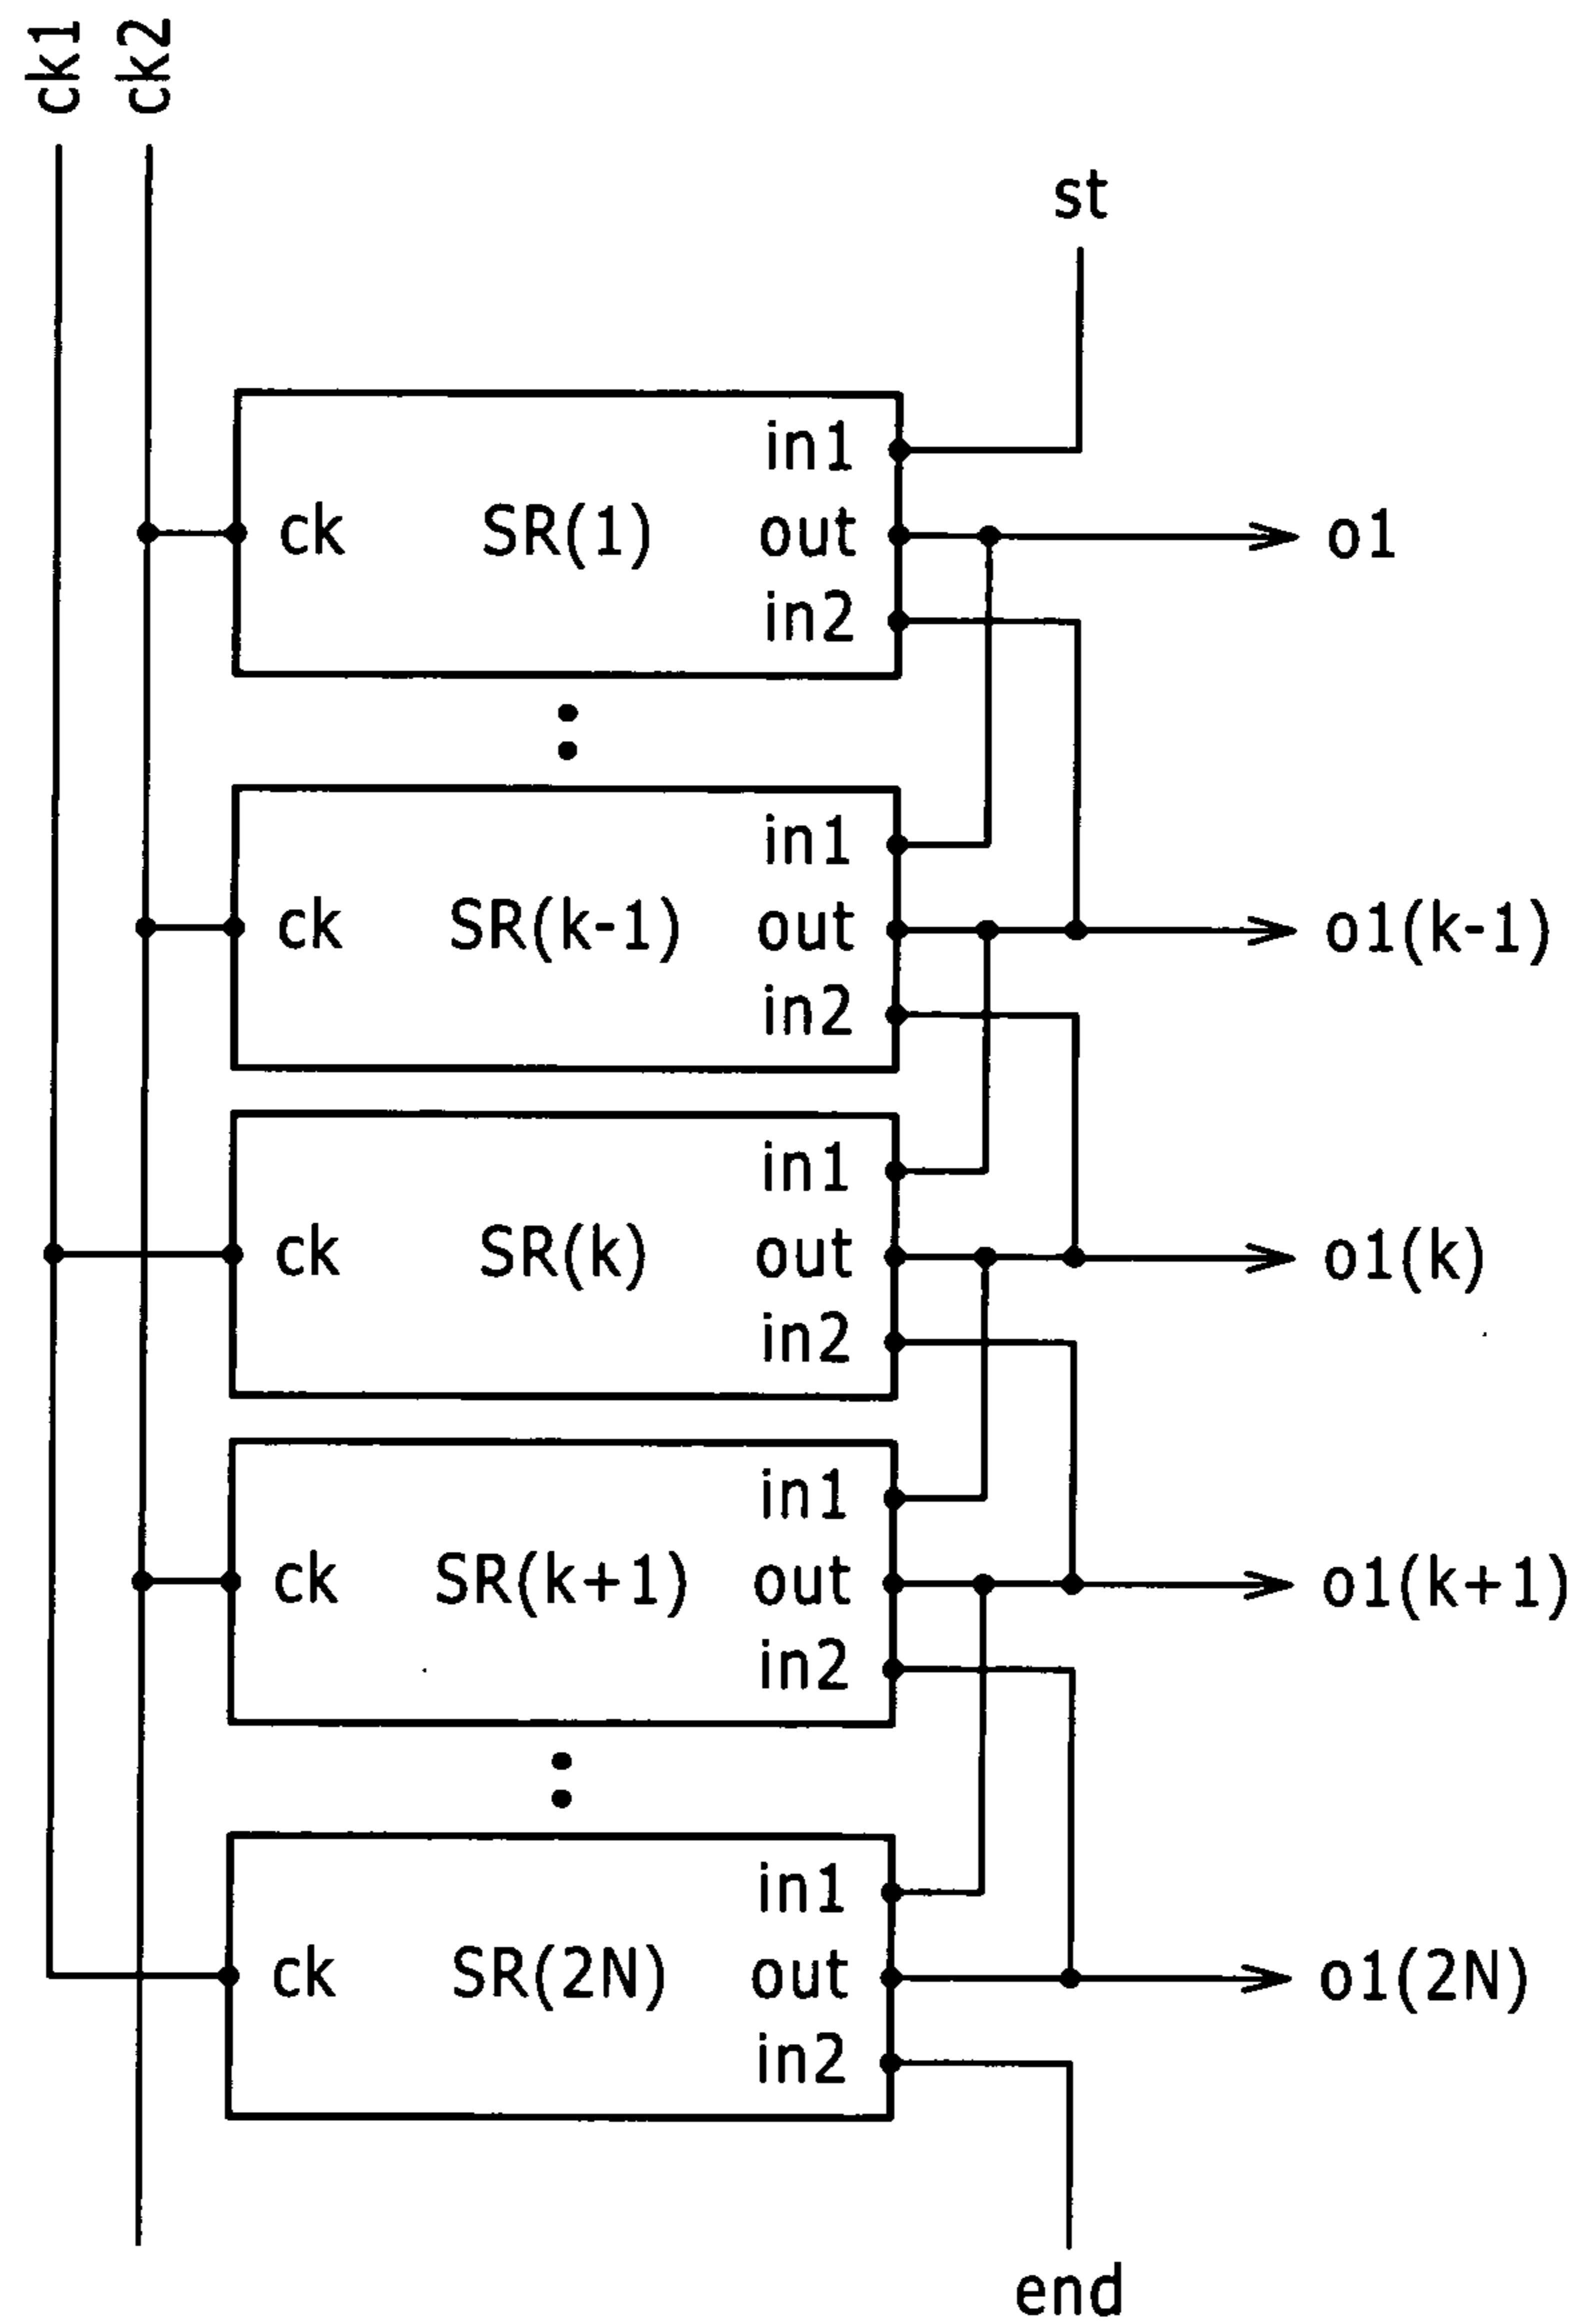 ck1
ck2
st
in1
ck SR(1) out
o1
in2
in1
ck SR(k-1) out
o1(k-1)
in2
in1
ck SR(k) out
o1(k)
in2
in1
ck SR(k+1) out
o1(k+1)
in2
in1
ck SR(2N) out
o1(2N)
in2
end